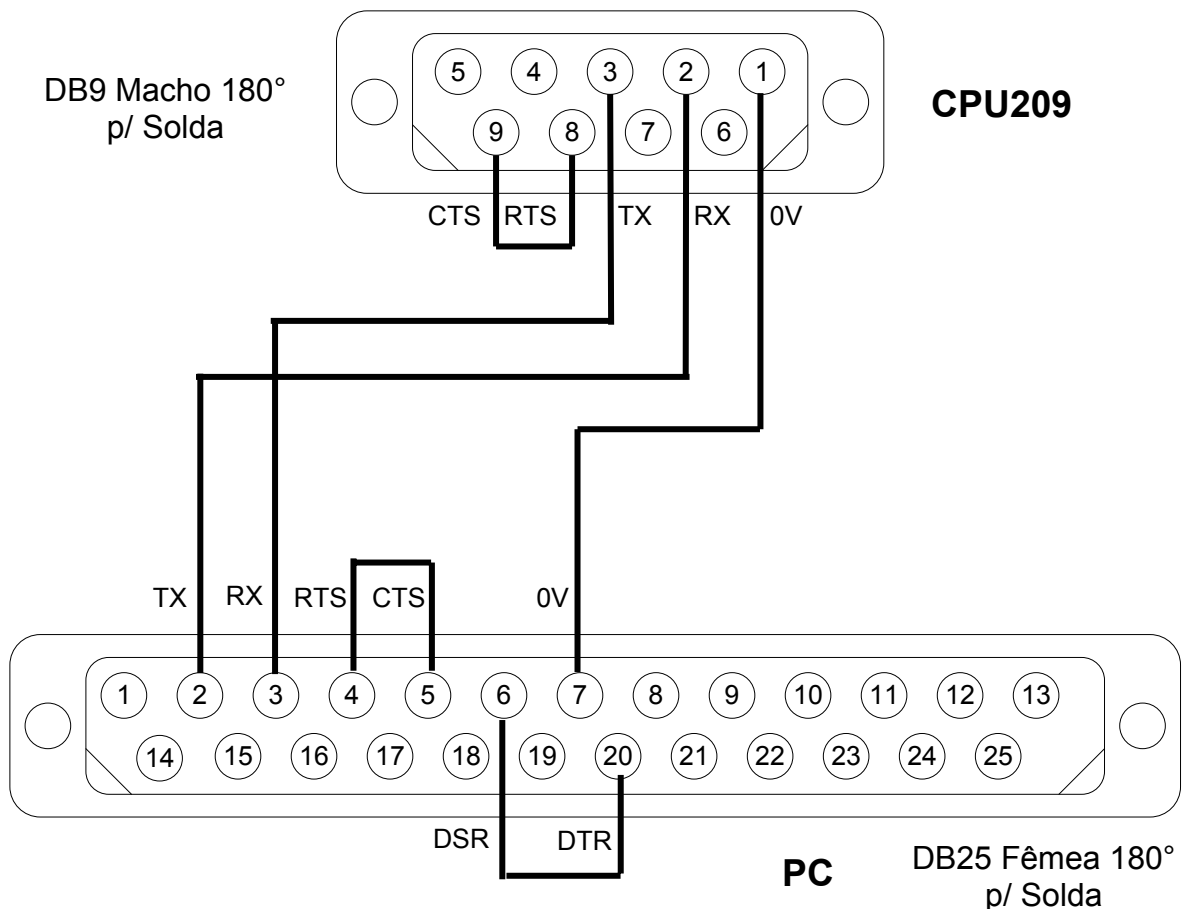 DB9 Macho 180°
p/ Solda
CPU209
5 4 3 2 1
9 8 7 6
CTS RTS TX RX 0V
TX RX RTS CTS 0V
1 2 3 4 5 6 7 8 9 10 11 12 13
14 15 16 17 18 19 20 21 22 23 24 25
DSR DTR
PC
DB25 Fêmea 180°
p/ Solda